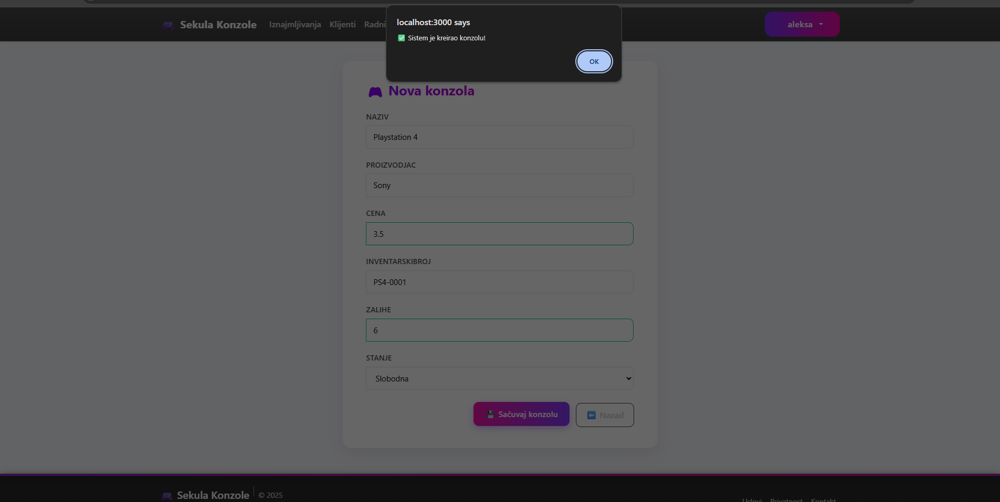 localhost:3000 says
✅ Sistem je kreirao konzolu!
OK
Sekula Konzole
Iznajmljivanja
Klijenti
Radni
aleksa
Nova konzola
NAZIV
Playstation 4
PROIZVODJAC
Sony
CENA
3.5
INVENTARSKIBROJ
PS4-0001
ZALIHE
6
STANJE
Slobodna
Sačuvaj konzolu
Nazad
Sekula Konzole
© 2025
Uslovi
Privatnost
Kontakt